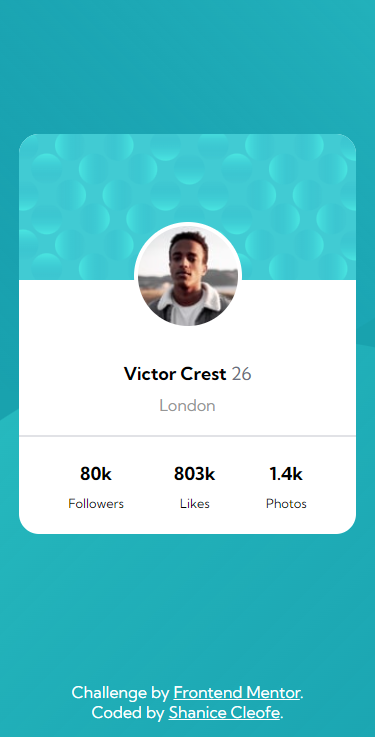 Victor Crest 26
London
80k 803k 1.4k
Followers Likes Photos
Challenge by Frontend Mentor.
Coded by Shanice Cleofe.